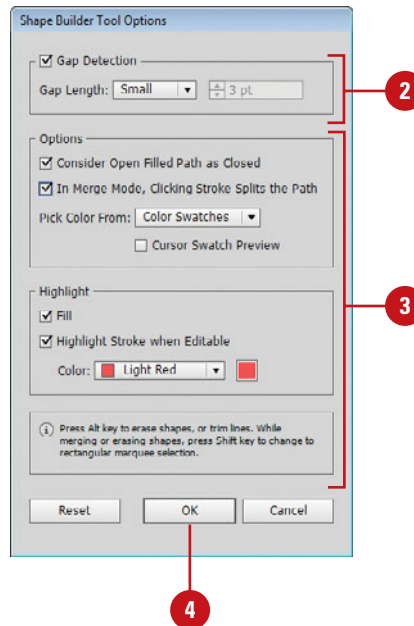 Shape Builder Tool Options
Gap Detection
Gap Length: Small 3 pt
2
Options
Consider Open Filled Path as Closed
In Merge Mode, Clicking Stroke Splits the Path
Pick Color From: Color Swatches
Cursor Swatch Preview
Highlight
Fill
3
Highlight Stroke when Editable
Color: Light Red
Press Alt key to erase shapes, or trim lines. While
merging or erasing shapes, press Shift key to change to
rectangular marquee selection.
Reset OK Cancel
4